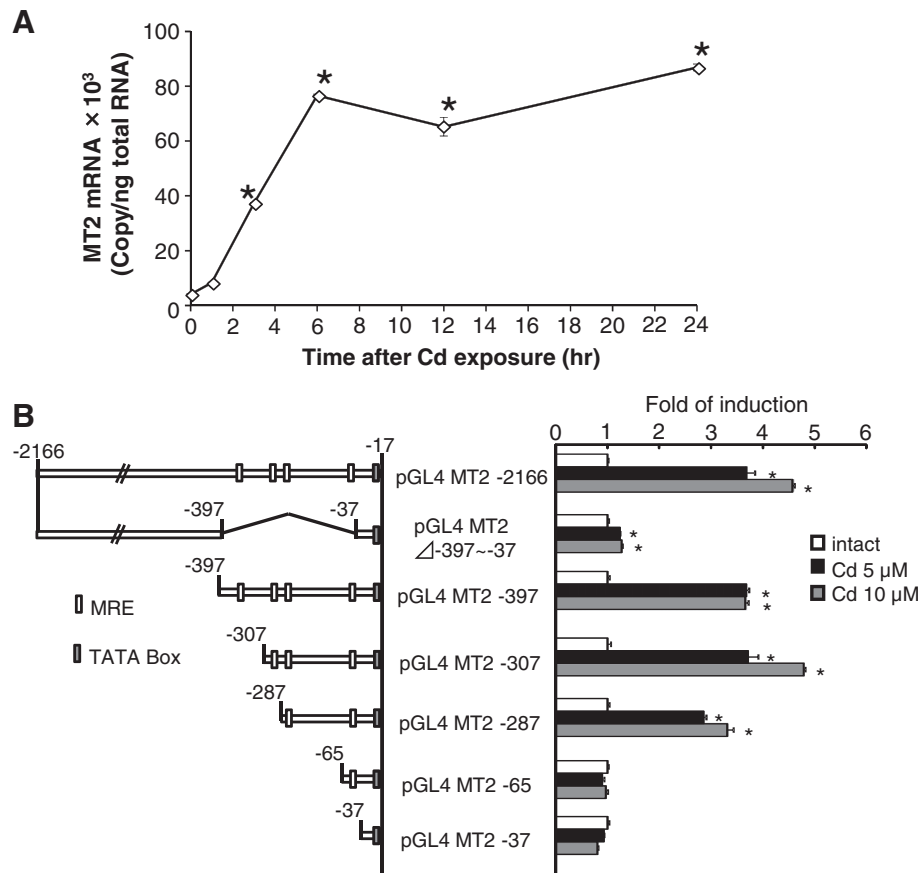 A
MT2 mRNA ×10³
(Copy/ng total RNA)
100
80
60
40
20
0
*
*
*
*
0 2 4 6 8 10 12 14 16 18 20 22 24
Time after Cd exposure (hr)
B
Fold of induction
0 1 2 3 4 5 6
-2166
-17
pGL4 MT2 -2166
*
*
-397
-37
pGL4 MT2
⊿-397~-37
*
*
intact
Cd 5 µM
Cd 10 µM
-397
pGL4 MT2 -397
*
*
MRE
TATA Box
-307
pGL4 MT2 -307
*
*
-287
pGL4 MT2 -287
*
*
-65
pGL4 MT2 -65
-37
pGL4 MT2 -37